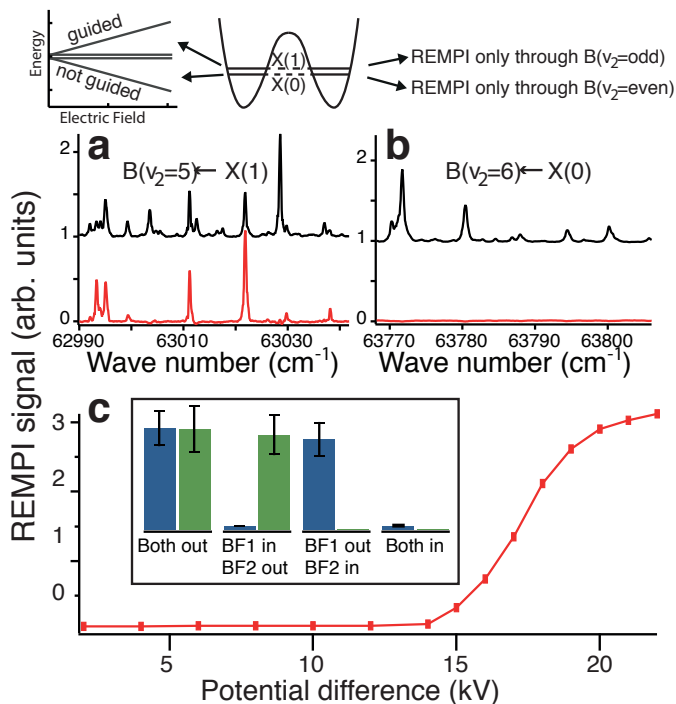 Energy
guided
not guided
Electric Field
X(1)
X(0)
REMPI only through B(v₂=odd)
REMPI only through B(v₂=even)
a
B(v₂=5)← X(1)
2
1
0
62990 63010 63030
Wave number (cm⁻¹)
b
B(v₂=6)← X(0)
2
1
0
63770 63780 63790 63800
Wave number (cm⁻¹)
REMPI signal (arb. units)
c
3
2
1
0
Both out
BF1 in
BF2 out
BF1 out
BF2 in
Both in
5 10 15 20
Potential difference (kV)